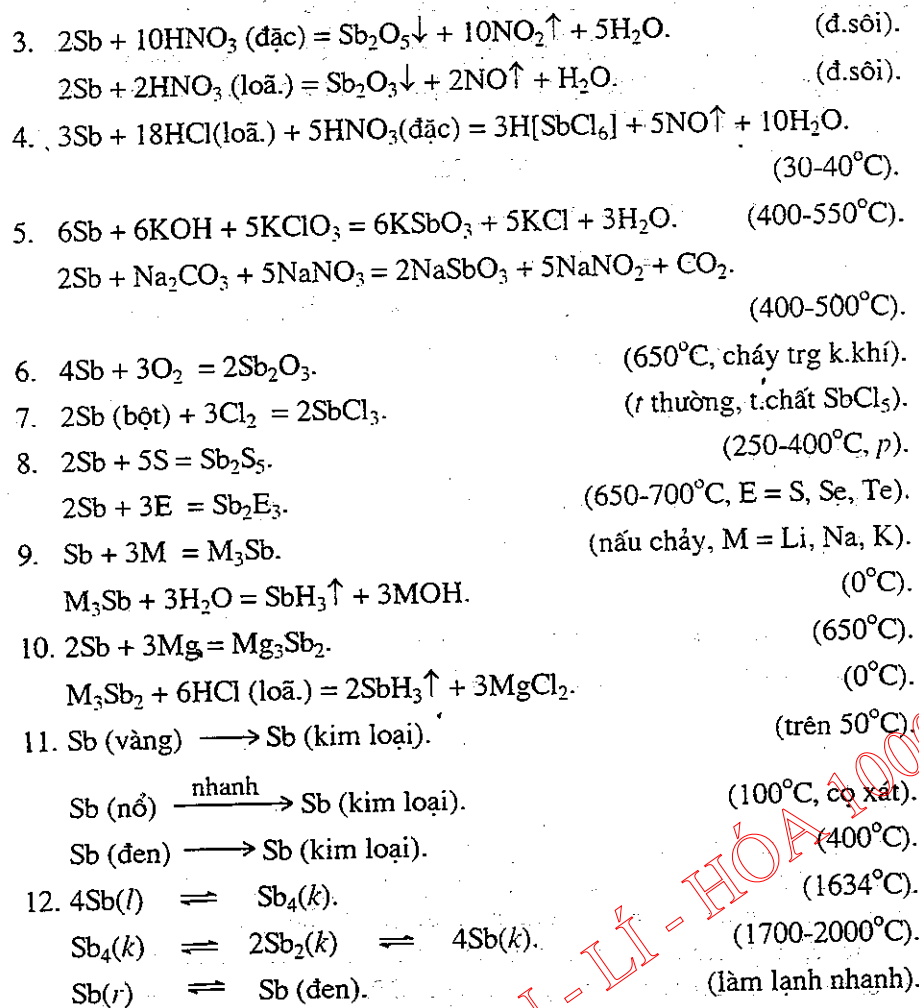 3. 2Sb + 10HNO₃ (đặc) = Sb₂O₅↓ + 10NO₂↑ + 5H₂O. (đ.sôi).
2Sb + 2HNO₃ (loã.) = Sb₂O₃↓ + 2NO↑ + H₂O. (đ.sôi).
4. 3Sb + 18HCl(loã.) + 5HNO₃(đặc) = 3H[SbCl₆] + 5NO↑ + 10H₂O.
(30-40°C).
5. 6Sb + 6KOH + 5KClO₃ = 6KSbO₃ + 5KCl + 3H₂O. (400-550°C).
2Sb + Na₂CO₃ + 5NaNO₃ = 2NaSbO₃ + 5NaNO₂ + CO₂.
(400-500°C).
6. 4Sb + 3O₂ = 2Sb₂O₃. (650°C, cháy trg k.khí).
7. 2Sb (bột) + 3Cl₂ = 2SbCl₃. (t thường, t.chất SbCl₅).
8. 2Sb + 5S = Sb₂S₅. (250-400°C, p).
2Sb + 3E = Sb₂E₃. (650-700°C, E = S, Se, Te).
9. Sb + 3M = M₃Sb. (nấu chảy, M = Li, Na, K).
M₃Sb + 3H₂O = SbH₃↑ + 3MOH. (0°C).
10. 2Sb + 3Mg = Mg₃Sb₂. (650°C).
M₃Sb₂ + 6HCl (loã.) = 2SbH₃↑ + 3MgCl₂. (0°C).
11. Sb (vàng) ⟶ Sb (kim loại). (trên 50°C).
Sb (nổ) —nhanh→ Sb (kim loại). (100°C, cọ xát).
Sb (đen) ⟶ Sb (kim loại). (400°C).
12. 4Sb(l) ⇌ Sb₄(k). (1634°C).
Sb₄(k) ⇌ 2Sb₂(k) ⇌ 4Sb(k). (1700-2000°C).
Sb(r) ⇌ Sb (đen). (làm lạnh nhanh).
- LÍ - HÓA 100